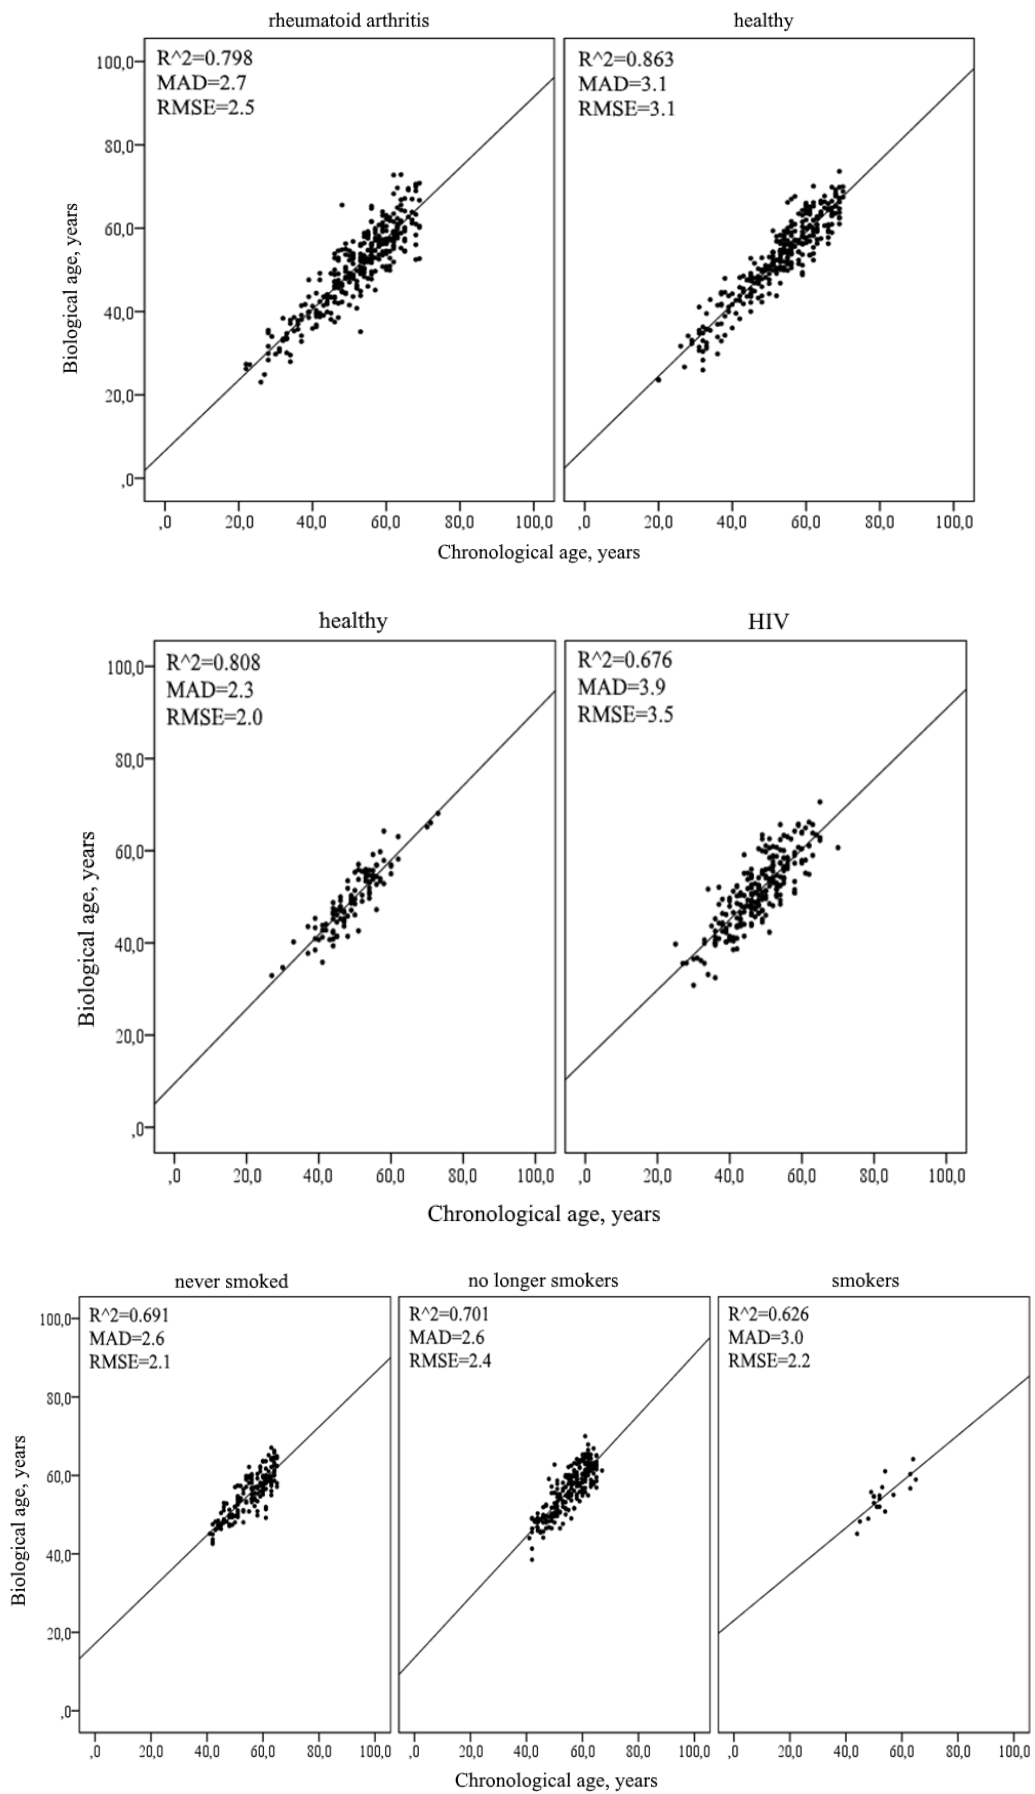 rheumatoid arthritis
healthy
R^2=0.798
MAD=2.7
RMSE=2.5
R^2=0.863
MAD=3.1
RMSE=3.1
100,0
80,0
60,0
40,0
20,0
,0
Biological age, years
,0 20,0 40,0 60,0 80,0 100,0
,0 20,0 40,0 60,0 80,0 100,0
Chronological age, years
healthy
HIV
R^2=0.808
MAD=2.3
RMSE=2.0
R^2=0.676
MAD=3.9
RMSE=3.5
100,0
80,0
60,0
40,0
20,0
,0
Biological age, years
,0 20,0 40,0 60,0 80,0 100,0
,0 20,0 40,0 60,0 80,0 100,0
Chronological age, years
never smoked
no longer smokers
smokers
R^2=0.691
MAD=2.6
RMSE=2.1
R^2=0.701
MAD=2.6
RMSE=2.4
R^2=0.626
MAD=3.0
RMSE=2.2
100,0
80,0
60,0
40,0
20,0
,0
Biological age, years
,0 20,0 40,0 60,0 80,0 100,0
,0 20,0 40,0 60,0 80,0 100,0
,0 20,0 40,0 60,0 80,0 100,0
Chronological age, years